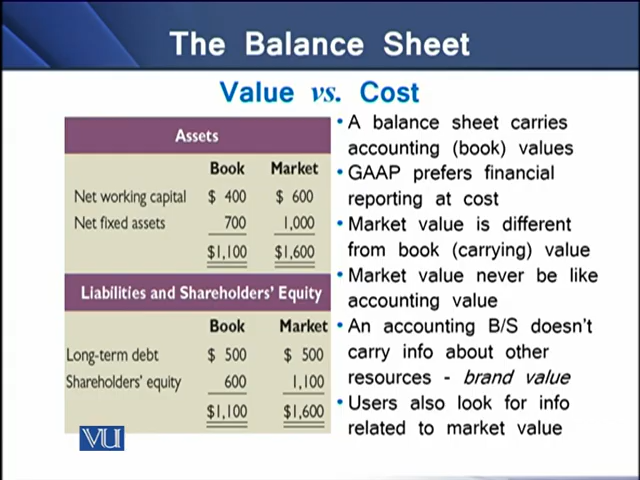 The Balance Sheet
Value vs. Cost
Assets
Book Market
Net working capital $ 400 $ 600
Net fixed assets 700 1,000
$1,100 $1,600
Liabilities and Shareholders' Equity
Book Market
Long-term debt $ 500 $ 500
Shareholders' equity 600 1,100
$1,100 $1,600
VU
• A balance sheet carries
accounting (book) values
• GAAP prefers financial
reporting at cost
• Market value is different
from book (carrying) value
• Market value never be like
accounting value
• An accounting B/S doesn't
carry info about other
resources - brand value
• Users also look for info
related to market value